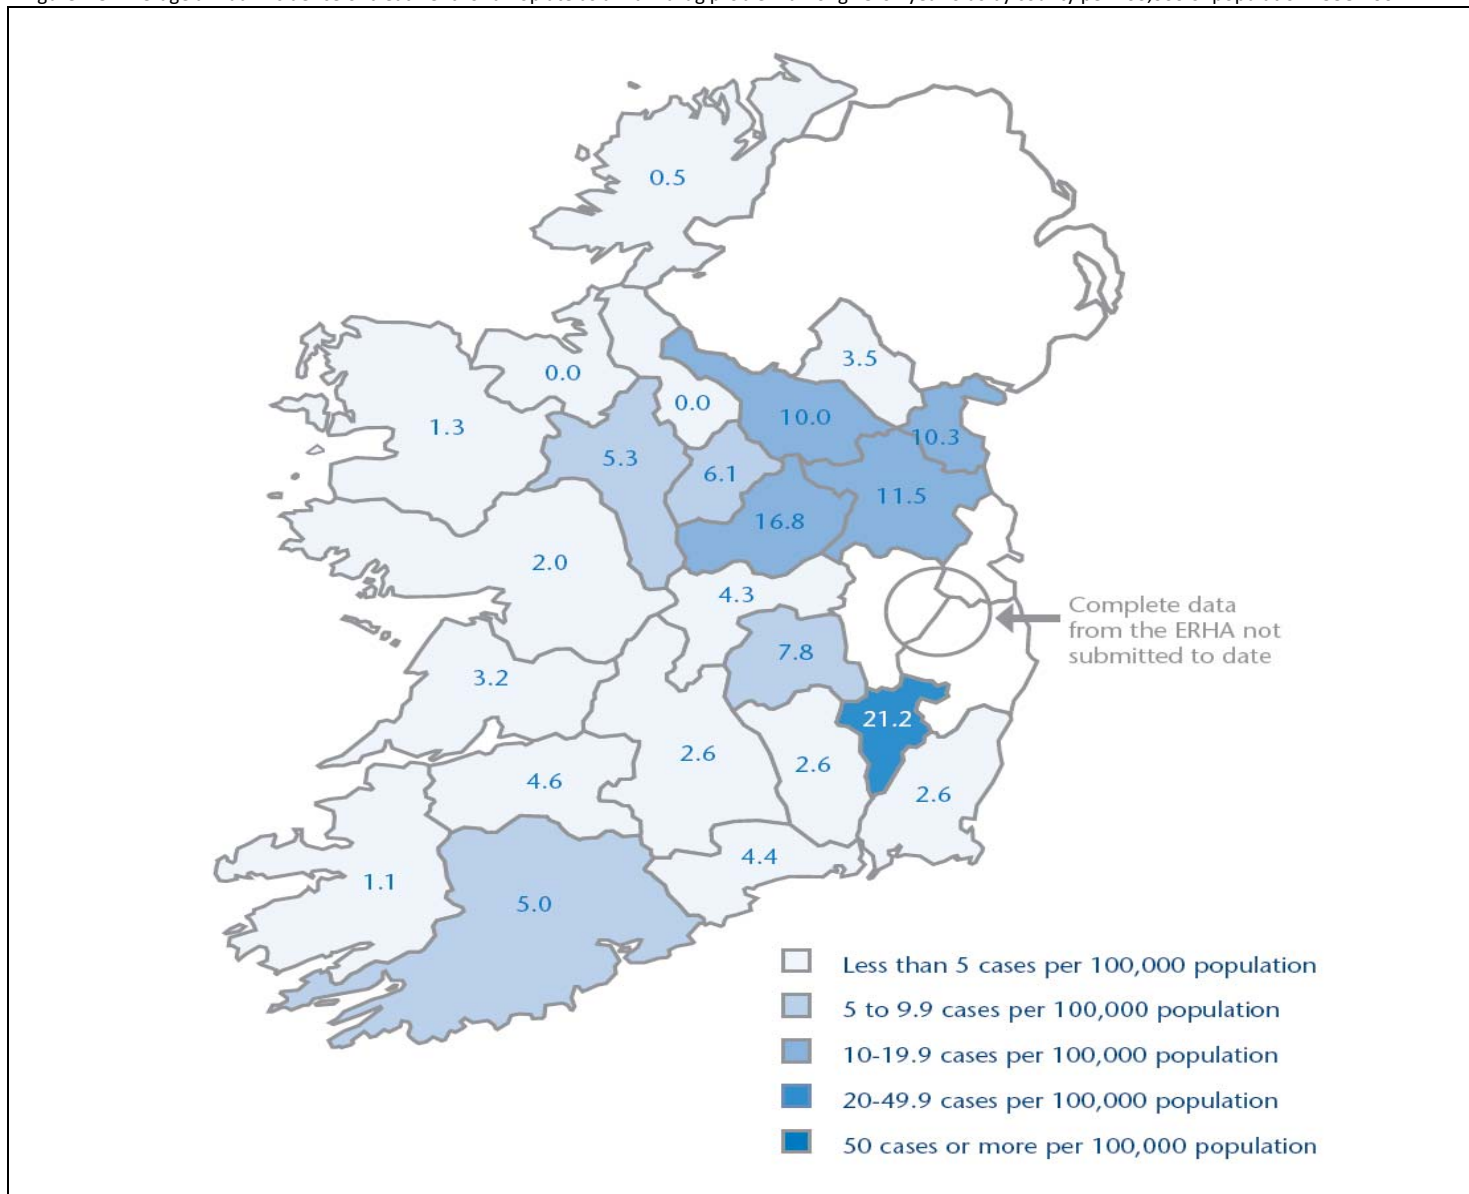 0.5
3.5
0.0
0.0
10.0
1.3
10.3
5.3
6.1
11.5
16.8
2.0
4.3
Complete data
from the ERHA not
submitted to date
7.8
3.2
21.2
2.6
2.6
4.6
2.6
4.4
1.1
5.0
Less than 5 cases per 100,000 population
5 to 9.9 cases per 100,000 population
10-19.9 cases per 100,000 population
20-49.9 cases per 100,000 population
50 cases or more per 100,000 population